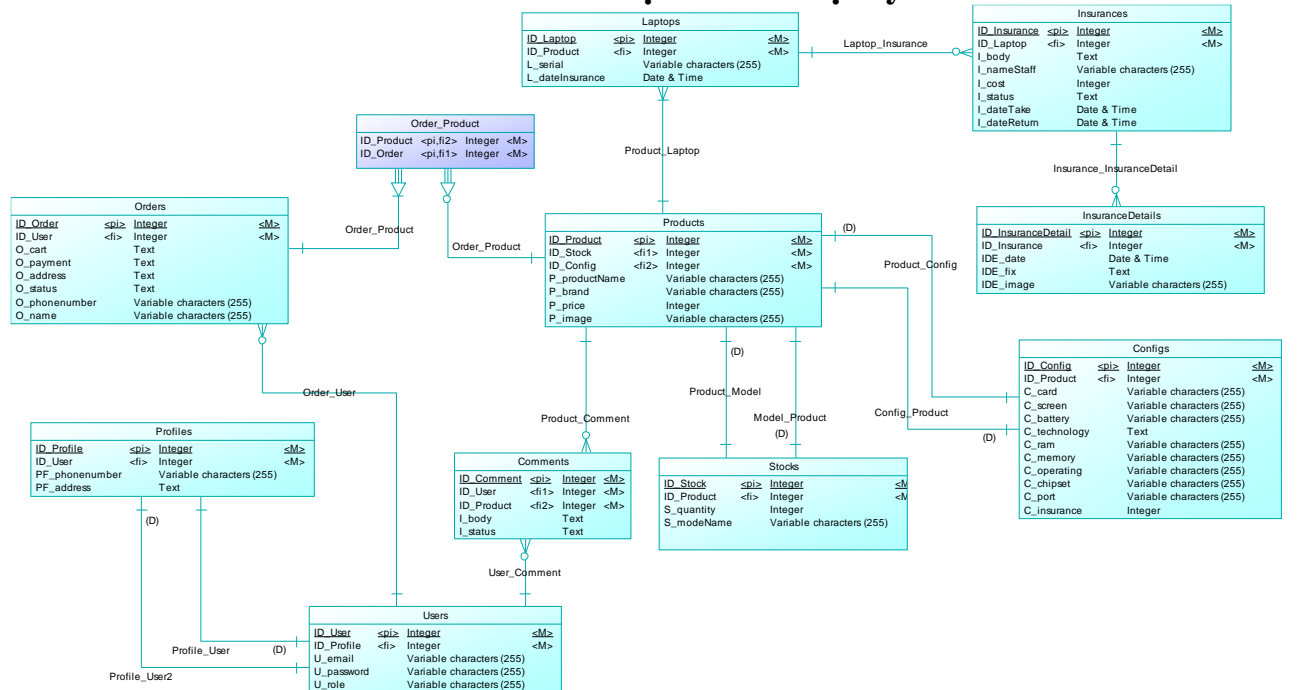 Laptops
ID_Laptop <pi> Integer <M>
ID_Product <fi> Integer <M>
L_serial Variable characters (255)
L_dateInsurance Date & Time
Laptop_Insurance
Insurances
ID_Insurance <pi> Integer <M>
ID_Laptop <fi> Integer <M>
I_body Text
I_nameStaff Variable characters (255)
I_cost Integer
I_status Text
I_dateTake Date & Time
I_dateReturn Date & Time
Order_Product
ID_Product <pi,fi2> Integer <M>
ID_Order <pi,fi1> Integer <M>
Product_Laptop
Insurance_InsuranceDetail
Orders
ID_Order <pi> Integer <M>
ID_User <fi> Integer <M>
O_cart Text
O_payment Text
O_address Text
O_status Text
O_phonenumber Variable characters (255)
O_name Variable characters (255)
Order_Product
Order_Product
Products
ID_Product <pi> Integer <M>
ID_Stock <fi1> Integer <M>
ID_Config <fi2> Integer <M>
P_productName Variable characters (255)
P_brand Variable characters (255)
P_price Integer
P_image Variable characters (255)
(D)
Product_Config
InsuranceDetails
ID_InsuranceDetail <pi> Integer <M>
ID_Insurance <fi> Integer <M>
IDE_date Date & Time
IDE_fix Text
IDE_image Variable characters (255)
(D)
Product_Model
Model_Product
(D)
Config_Product
(D)
Configs
ID_Config <pi> Integer <M>
ID_Product <fi> Integer <M>
C_card Variable characters (255)
C_screen Variable characters (255)
C_battery Variable characters (255)
C_technology Text
C_ram Variable characters (255)
C_memory Variable characters (255)
C_operating Variable characters (255)
C_chipset Variable characters (255)
C_port Variable characters (255)
C_insurance Integer
Order_User
Product_Comment
Profiles
ID_Profile <pi> Integer <M>
ID_User <fi> Integer <M>
PF_phonenumber Variable characters (255)
PF_address Text
(D)
Comments
ID_Comment <pi> Integer <M>
ID_User <fi1> Integer <M>
ID_Product <fi2> Integer <M>
I_body Text
I_status Text
Stocks
ID_Stock <pi> Integer
ID_Product <fi> Integer
S_quantity Integer
S_modeName Variable characters (255)
User_Comment
Profile_User (D)
Profile_User2
Users
ID_User <pi> Integer <M>
ID_Profile <fi> Integer <M>
U_email Variable characters (255)
U_password Variable characters (255)
U_role Variable characters (255)